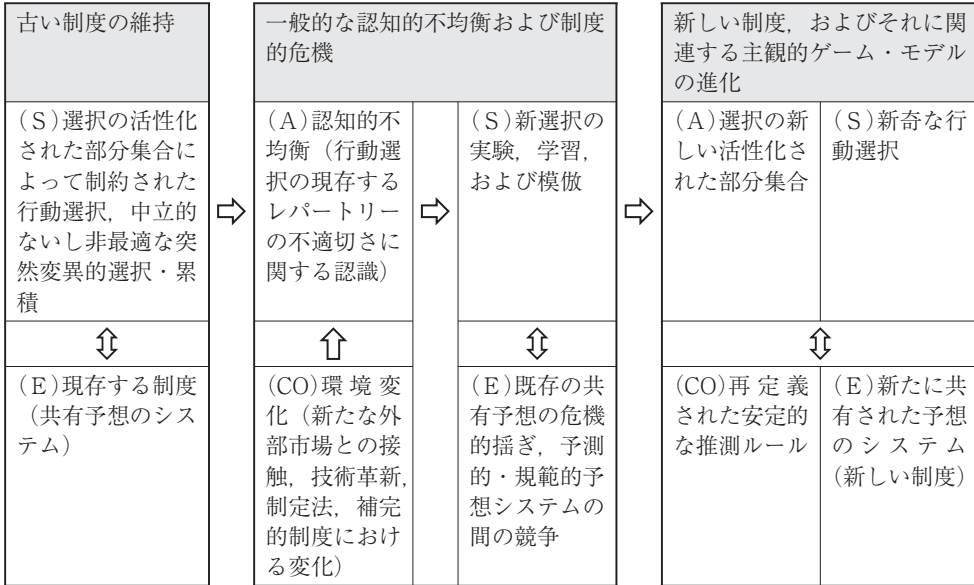 古い制度の維持
(S)選択の活性化
された部分集合に
よって制約された
行動選択，中立的
ないし非最適な突
然変異的選択・累
積
⇕
(E)現存する制度
(共有予想のシス
テム)
⇨
一般的な認知的不均衡および制度
的危機
(A)認知的不
均衡（行動選
択の現存する
レパートリー
の不適切さに
関する認識）
⇧
(CO)環境変
化（新たな外
部市場との接
触，技術革新，
制定法，補完
的制度におけ
る変化）
⇨
(S)新選択の
実験，学習，
および模倣
⇕
(E)既存の共
有予想の危機
的揺ぎ，予測
的・規範的予
想システムの
間の競争
⇨
新しい制度，およびそれに関
連する主観的ゲーム・モデル
の進化
(A)選択の新
しい活性化さ
れた部分集合
(S)新奇な行
動選択
⇕
(CO)再定義
された安定的
な推測ルール
(E)新たに共
有された予想
のシステム
(新しい制度)